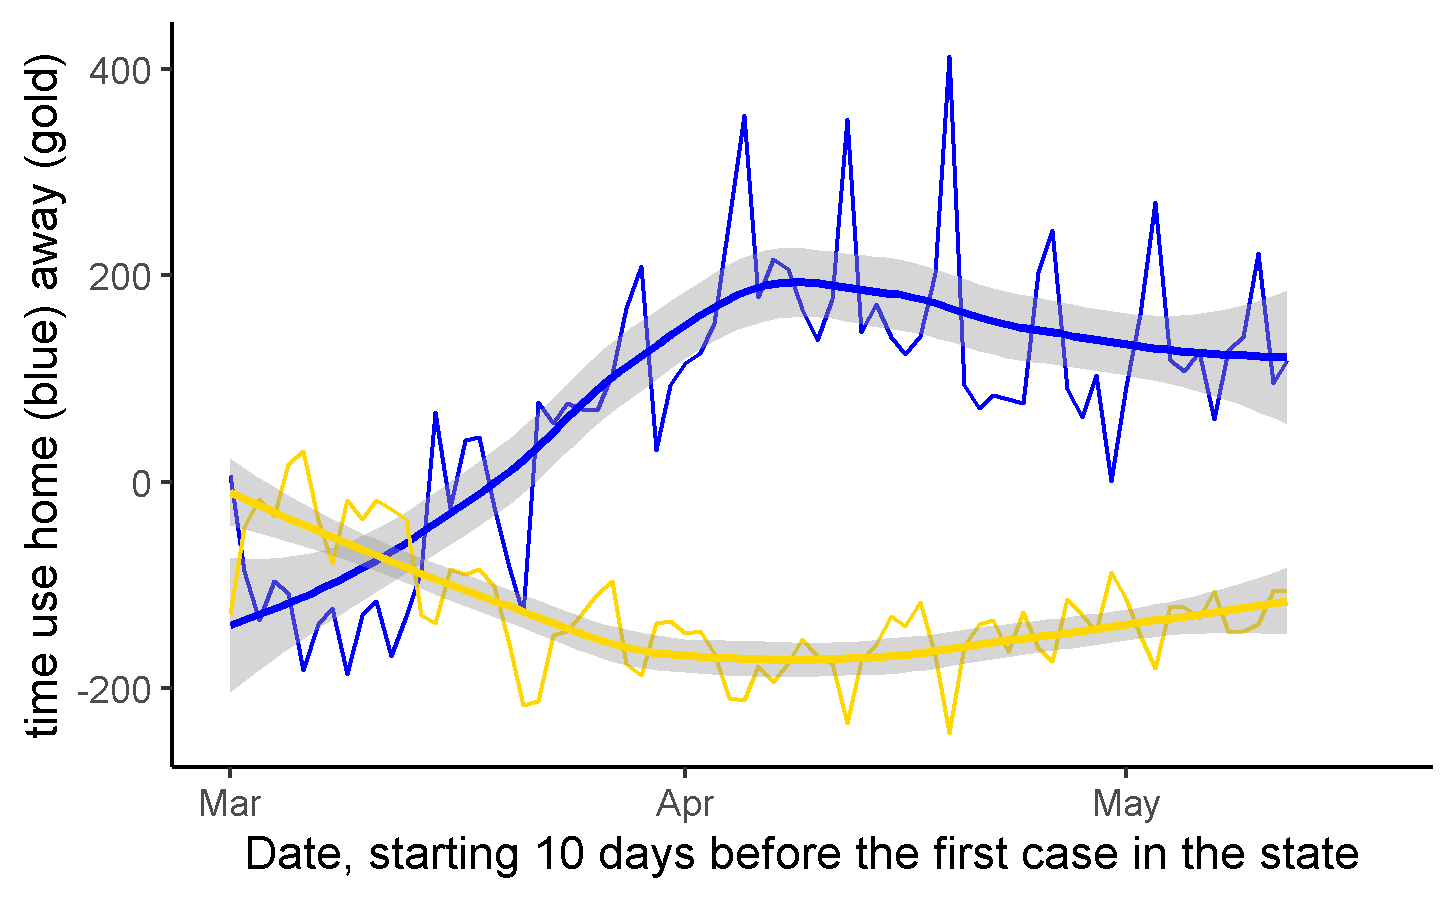 time use home (blue) away (gold)
400
200
0
-200
Mar
Apr
May
Date, starting 10 days before the first case in the state